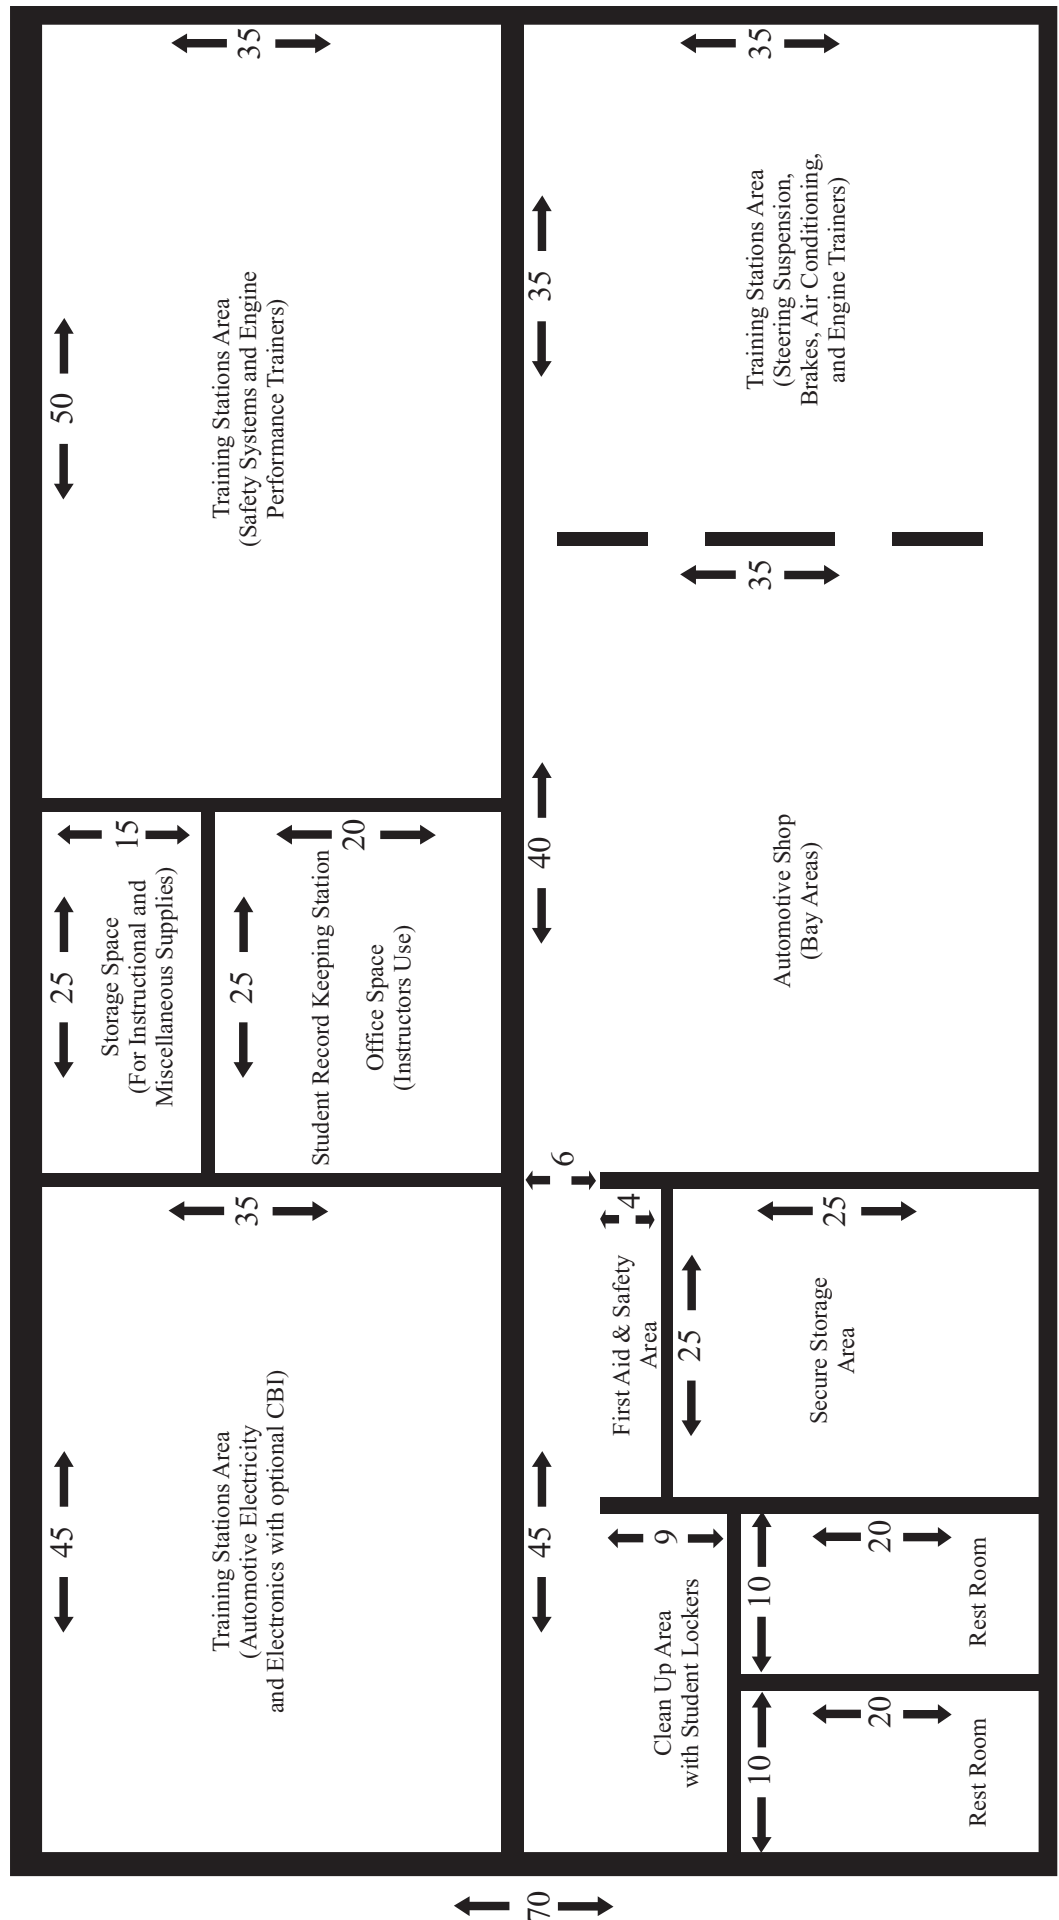 35
50
Training Stations Area
(Safety Systems and Engine
Performance Trainers)
35
35
Training Stations Area
(Steering Suspension,
Brakes, Air Conditioning,
and Engine Trainers)
15
25
Storage Space
(For Instructional and
Miscellaneous Supplies)
20
25
Student Record Keeping Station
Office Space
(Instructors Use)
35
40
Automotive Shop
(Bay Areas)
35
45
Training Stations Area
(Automotive Electricity
and Electronics with optional CBI)
6
4
First Aid & Safety
Area
25
25
Secure Storage
Area
45
9
Clean Up Area
with Student Lockers
10
20
Rest Room
10
20
Rest Room
70